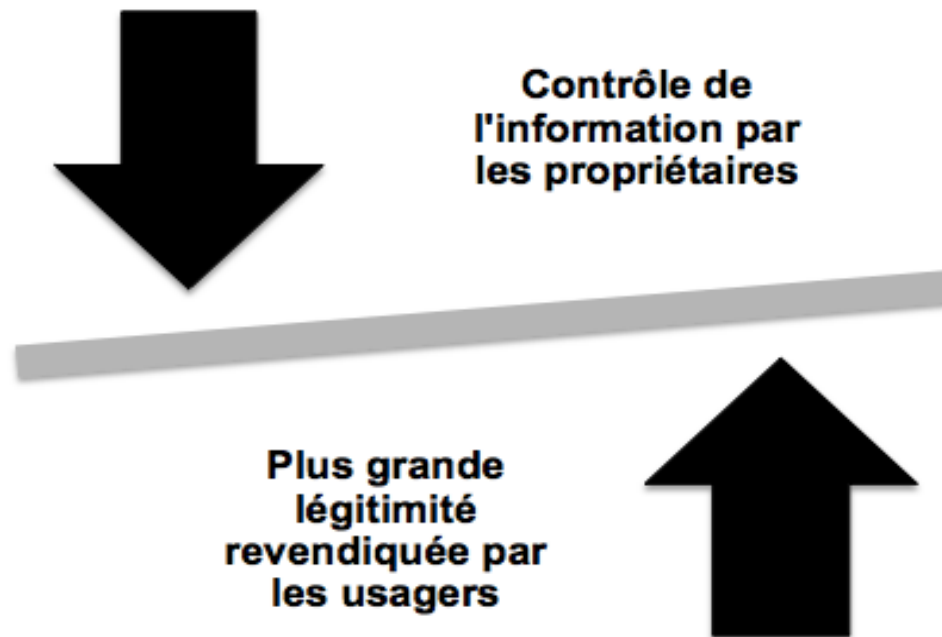 Contrôle de
l'information par
les propriétaires
Plus grande
légitimité
revendiquée par
les usagers